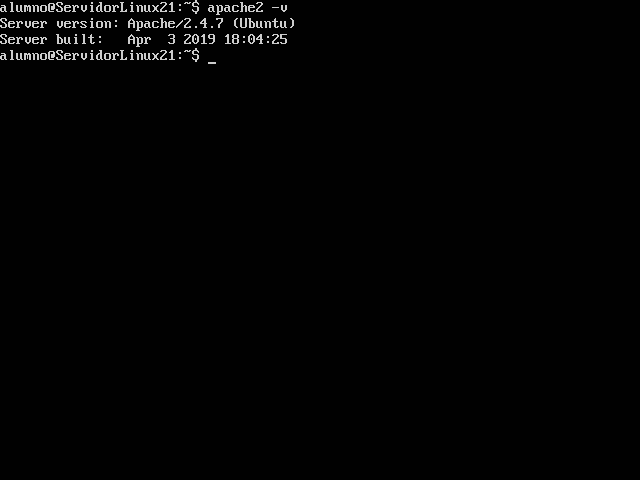 alumno@ServidorLinux21:~$ apache2 -v
Server version: Apache/2.4.7 (Ubuntu)
Server built:   Apr  3 2019 18:04:25
alumno@ServidorLinux21:~$ _